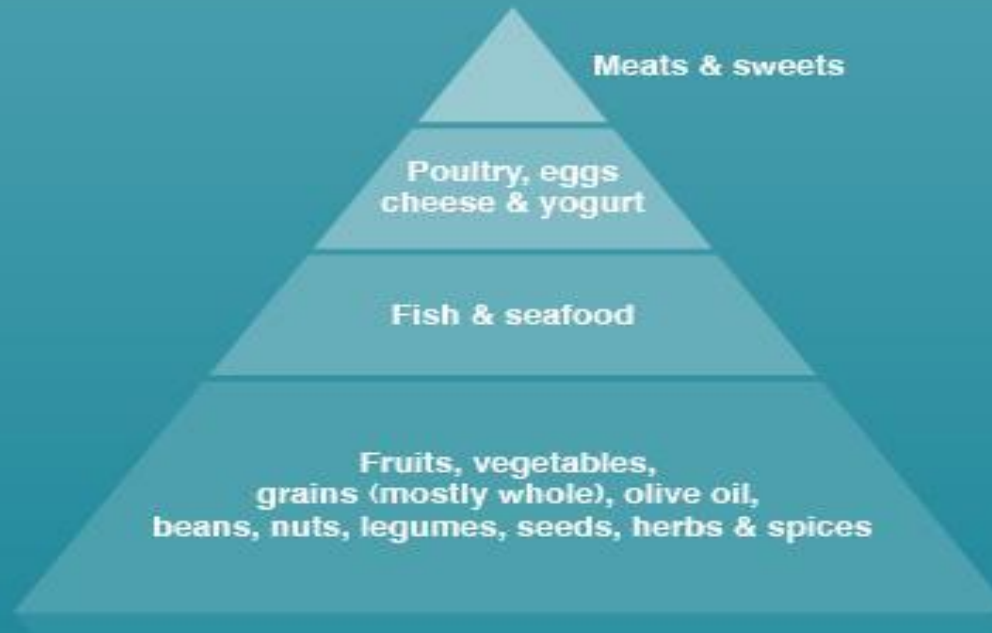 Meats & sweets
Poultry, eggs
cheese & yogurt
Fish & seafood
Fruits, vegetables,
grains (mostly whole), olive oil,
beans, nuts, legumes, seeds, herbs & spices